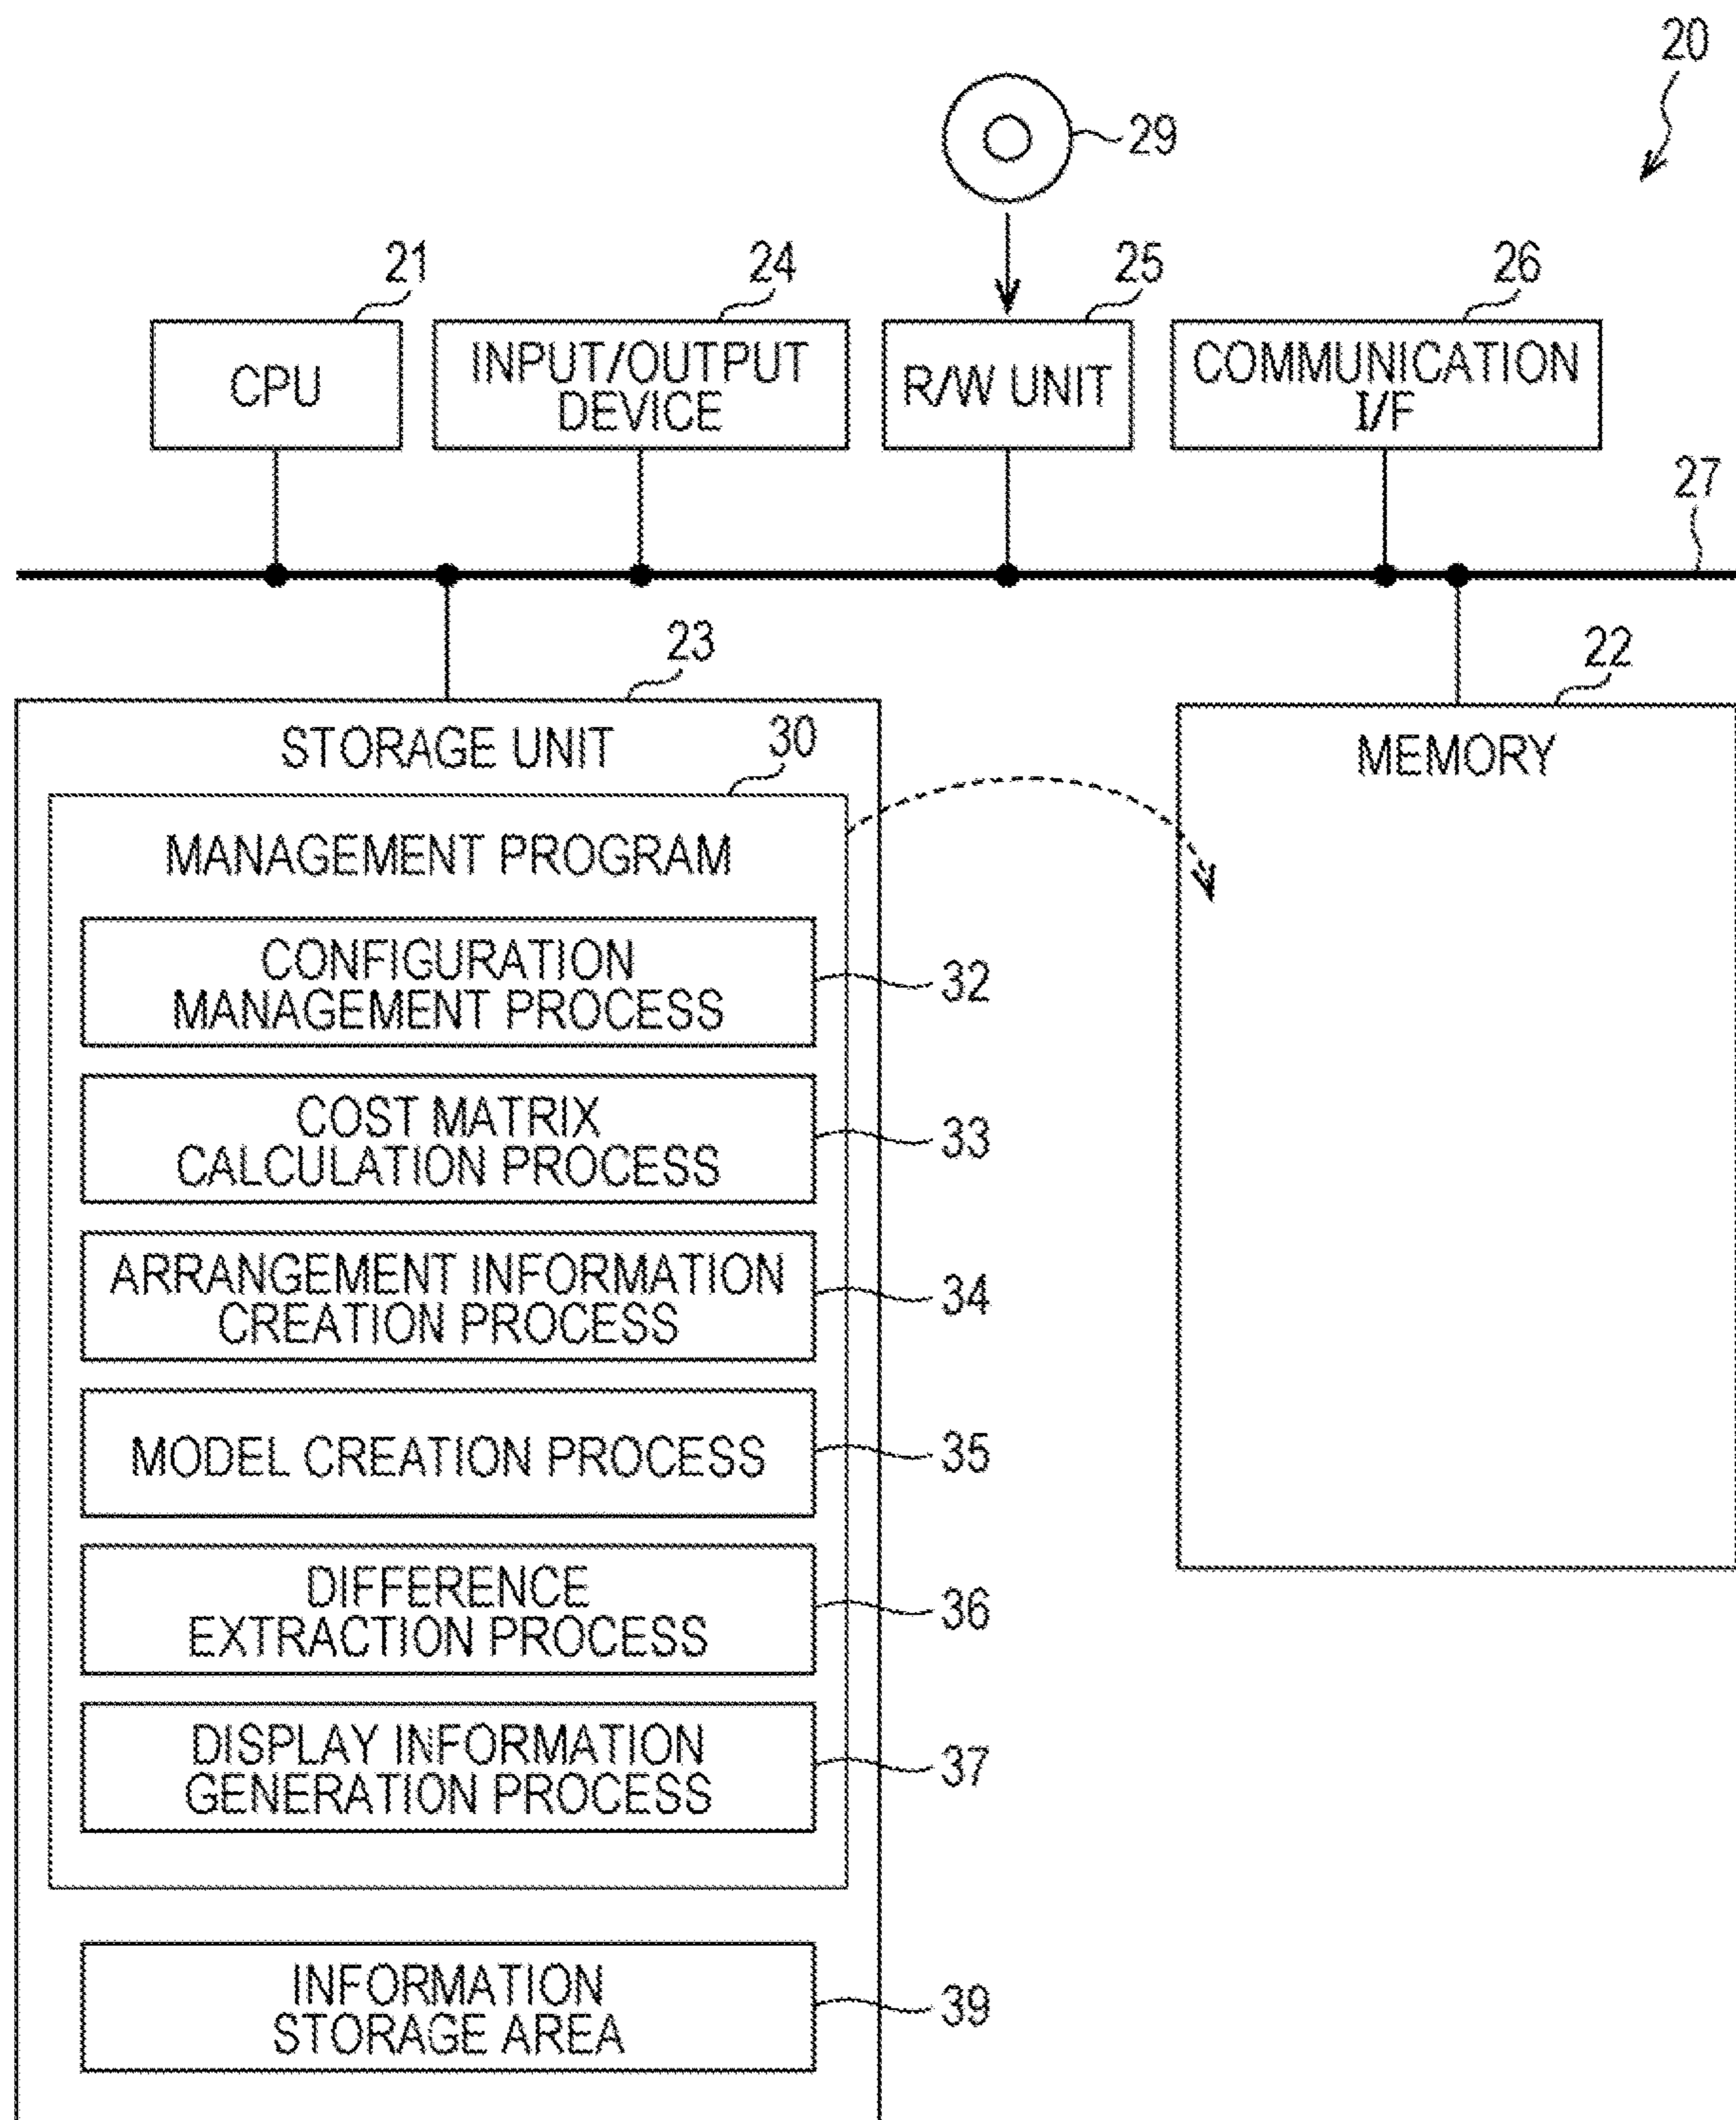 20
29
21
24
25
26
CPU
INPUT/OUTPUT
DEVICE
R/W UNIT
COMMUNICATION
I/F
27
23
22
STORAGE UNIT
30
MEMORY
MANAGEMENT PROGRAM
CONFIGURATION
MANAGEMENT PROCESS
32
COST MATRIX
CALCULATION PROCESS
33
ARRANGEMENT INFORMATION
CREATION PROCESS
34
MODEL CREATION PROCESS
35
DIFFERENCE
EXTRACTION PROCESS
36
DISPLAY INFORMATION
GENERATION PROCESS
37
INFORMATION
STORAGE AREA
39